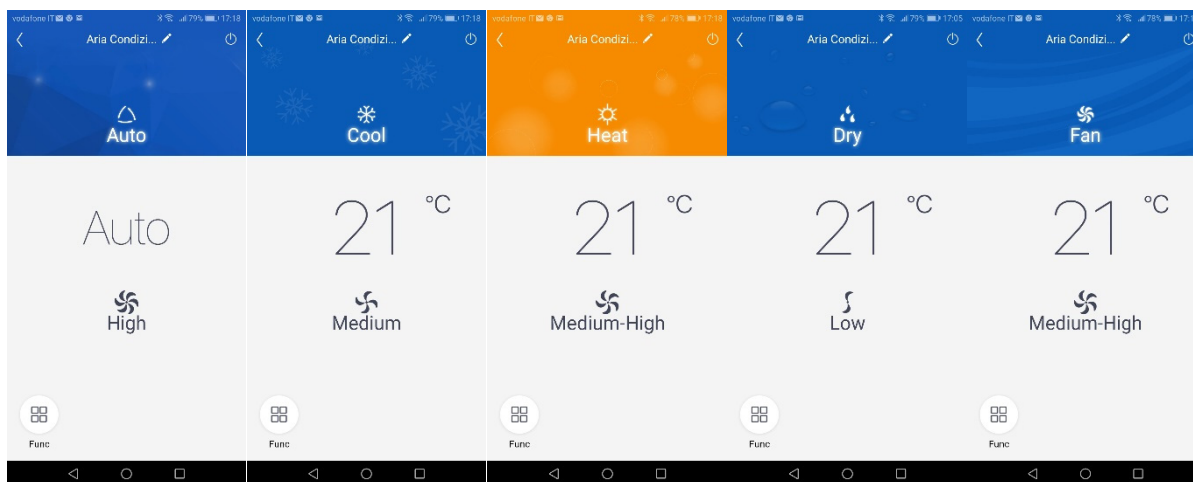 vodafone IT 79% 17:18
Aria Condizi...
Auto
Auto
High
Func
vodafone IT 79% 17:18
Aria Condizi...
Cool
21 °C
Medium
Func
vodafone IT 78% 17:18
Aria Condizi...
Heat
21 °C
Medium-High
Func
vodafone IT 79% 17:05
Aria Condizi...
Dry
21 °C
Low
Func
vodafone IT 78%
Aria Condizi...
Fan
21 °C
Medium-High
Func